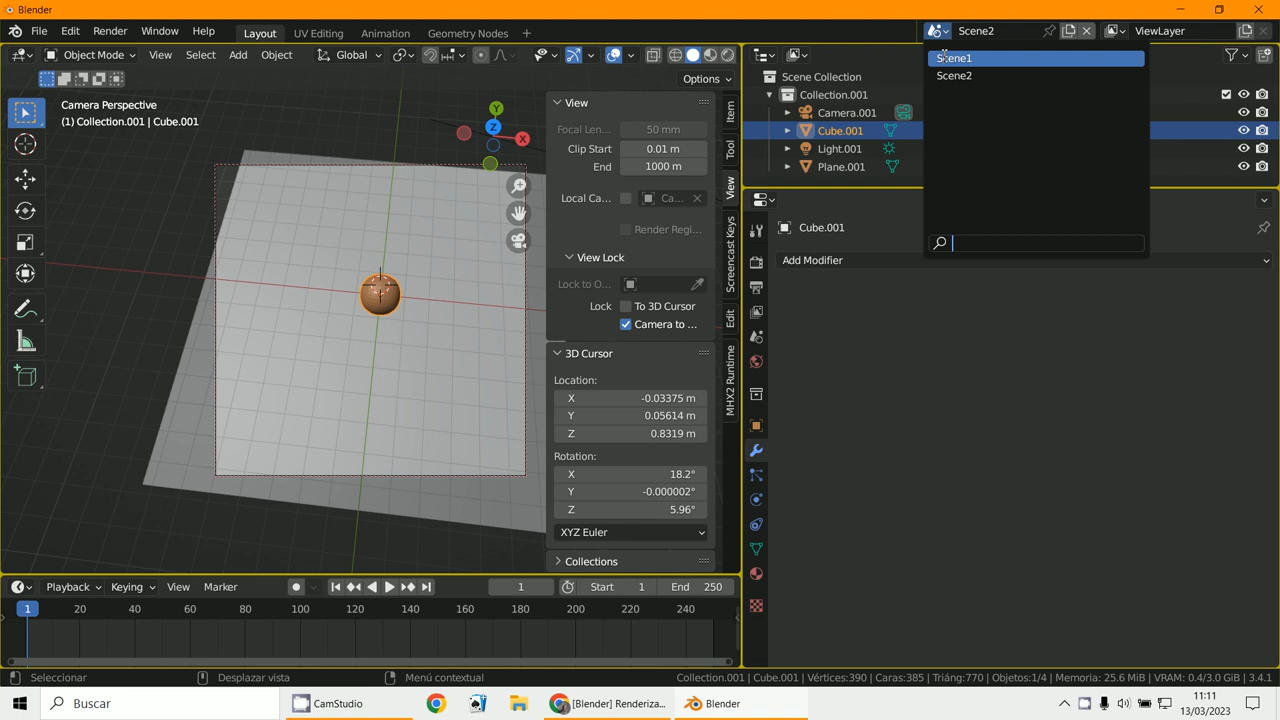 Blender
File Edit Render Window Help
Layout UV Editing Animation Geometry Nodes +
Scene2
ViewLayer
Object Mode View Select Add Object Global
Options
Camera Perspective
(1) Collection.001 | Cube.001
Y
Z
X
View
Focal Len... 50 mm
Clip Start 0.01 m
End 1000 m
Local Ca... Ca...
Render Regi...
View Lock
Lock to O...
Lock To 3D Cursor
Camera to ...
3D Cursor
Location:
X -0.03375 m
Y 0.05614 m
Z 0.8319 m
Rotation:
X 18.2°
Y -0.000002°
Z 5.96°
XYZ Euler
Collections
Item
Tool
View
Screencast Keys
Edit
MHX2 Runtime
Scene1
Scene2
Scene Collection
Collection.001
Camera.001
Cube.001
Light.001
Plane.001
Cube.001
Add Modifier
Playback Keying View Marker
1
Start 1 End 250
1 20 40 60 80 100 120 140 160 180 200 220 240
Seleccionar Desplazar vista Menú contextual
Collection.001 | Cube.001 | Vértices:390 | Caras:385 | Triáng:770 | Objetos:1/4 | Memoria: 25.6 MiB | VRAM: 0.4/3.0 GiB | 3.4.1
Buscar
CamStudio
[Blender] Renderiza...
Blender
11:11
13/03/2023